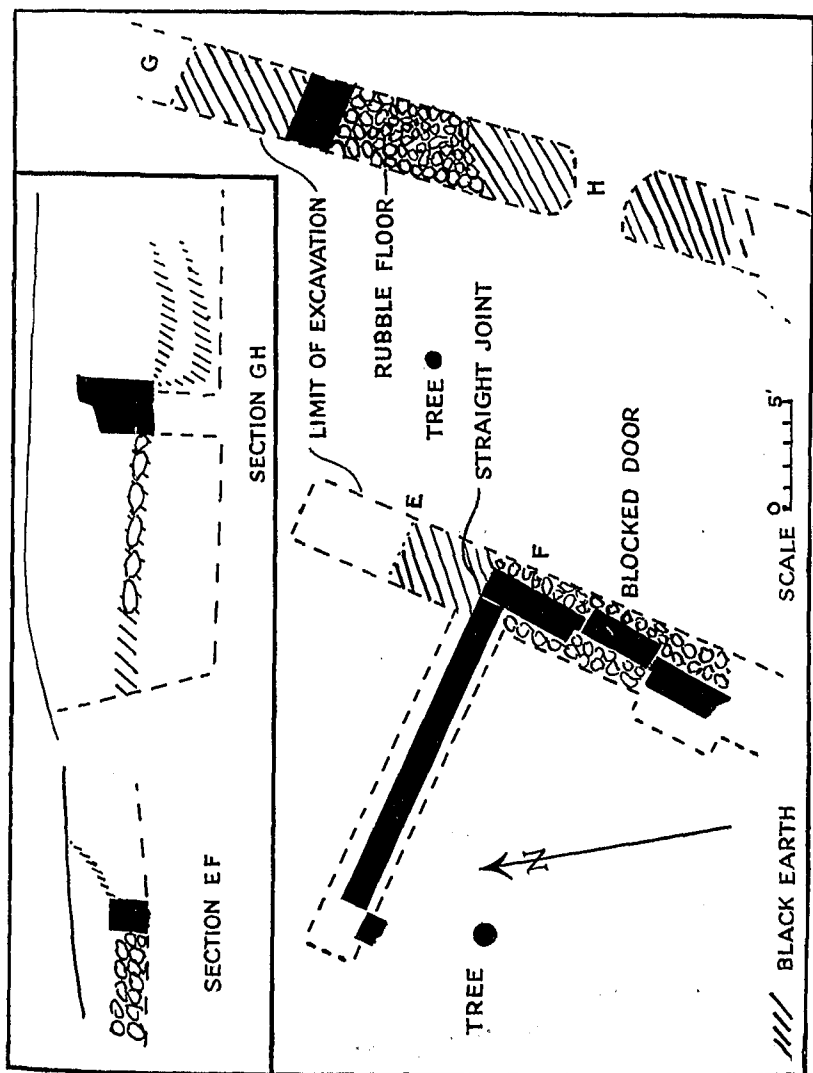 SECTION EF
SECTION GH
G
LIMIT OF EXCAVATION
RUBBLE FLOOR
H
TREE
E
STRAIGHT JOINT
F
BLOCKED DOOR
N
TREE
SCALE 0 5'
BLACK EARTH